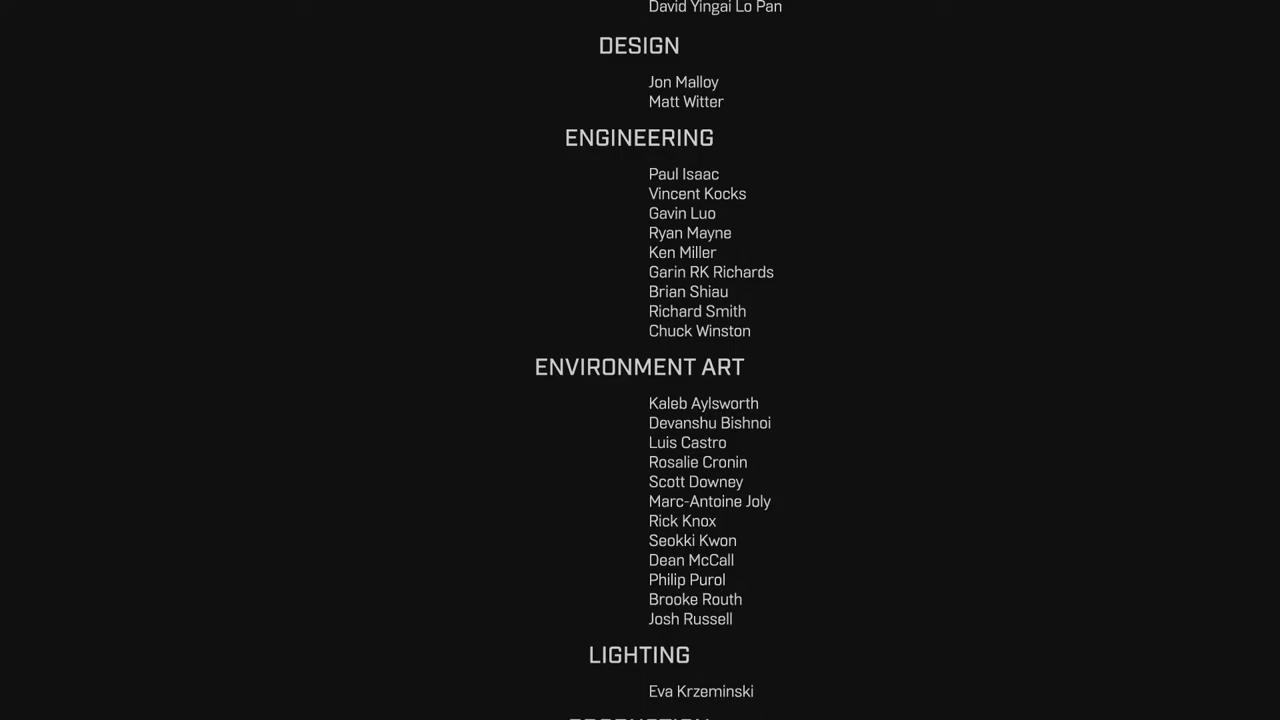 David Yingai Lo Pan
DESIGN
Jon Malloy
Matt Witter
ENGINEERING
Paul Isaac
Vincent Kocks
Gavin Luo
Ryan Mayne
Ken Miller
Garin RK Richards
Brian Shiau
Richard Smith
Chuck Winston
ENVIRONMENT ART
Kaleb Aylsworth
Devanshu Bishnoi
Luis Castro
Rosalie Cronin
Scott Downey
Marc-Antoine Joly
Rick Knox
Seokki Kwon
Dean McCall
Philip Purol
Brooke Routh
Josh Russell
LIGHTING
Eva Krzeminski